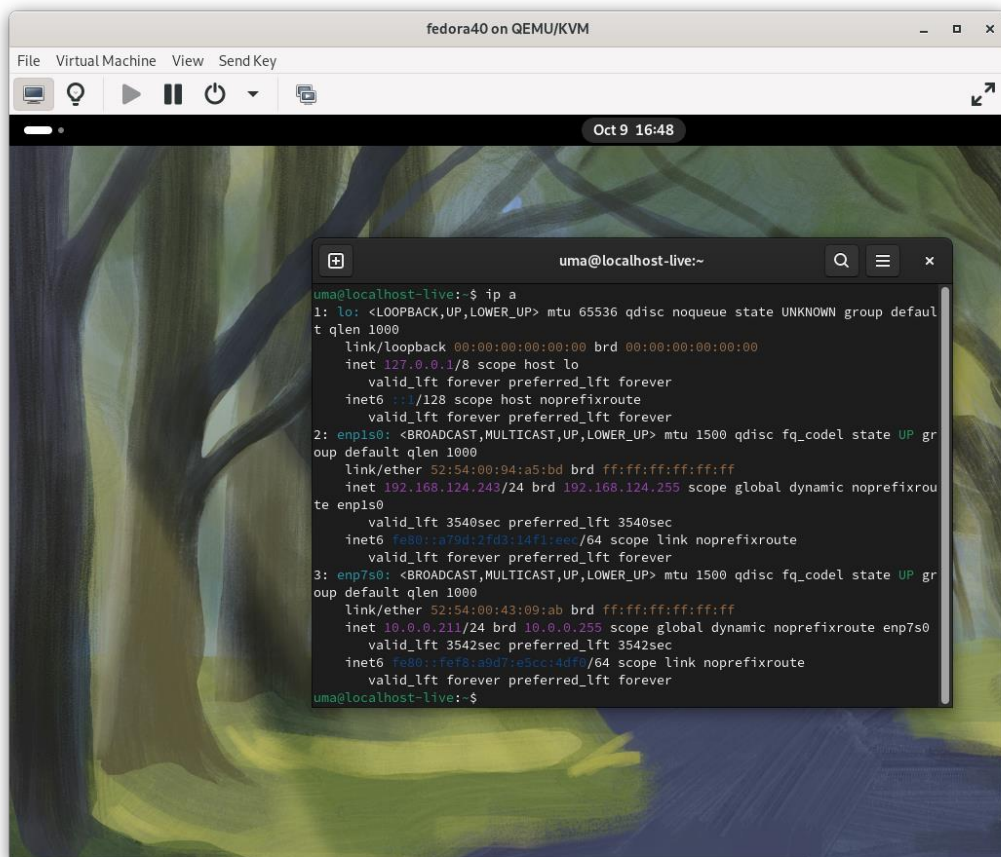 fedora40 on QEMU/KVM
File Virtual Machine View Send Key
Oct 9 16:48
uma@localhost-live:~
uma@localhost-live:~$ ip a
1: lo: <LOOPBACK,UP,LOWER_UP> mtu 65536 qdisc noqueue state UNKNOWN group defaul
t qlen 1000
link/loopback 00:00:00:00:00:00 brd 00:00:00:00:00:00
inet 127.0.0.1/8 scope host lo
valid_lft forever preferred_lft forever
inet6 ::1/128 scope host noprefixroute
valid_lft forever preferred_lft forever
2: enp1s0: <BROADCAST,MULTICAST,UP,LOWER_UP> mtu 1500 qdisc fq_codel state UP gr
oup default qlen 1000
link/ether 52:54:00:94:a5:bd brd ff:ff:ff:ff:ff:ff
inet 192.168.124.243/24 brd 192.168.124.255 scope global dynamic noprefixrou
te enp1s0
valid_lft 3540sec preferred_lft 3540sec
inet6 fe80::a79d:2fd3:14f1:eec/64 scope link noprefixroute
valid_lft forever preferred_lft forever
3: enp7s0: <BROADCAST,MULTICAST,UP,LOWER_UP> mtu 1500 qdisc fq_codel state UP gr
oup default qlen 1000
link/ether 52:54:00:43:09:ab brd ff:ff:ff:ff:ff:ff
inet 10.0.0.211/24 brd 10.0.0.255 scope global dynamic noprefixroute enp7s0
valid_lft 3542sec preferred_lft 3542sec
inet6 fe80::fef8:a9d7:e5cc:4df0/64 scope link noprefixroute
valid_lft forever preferred_lft forever
uma@localhost-live:~$